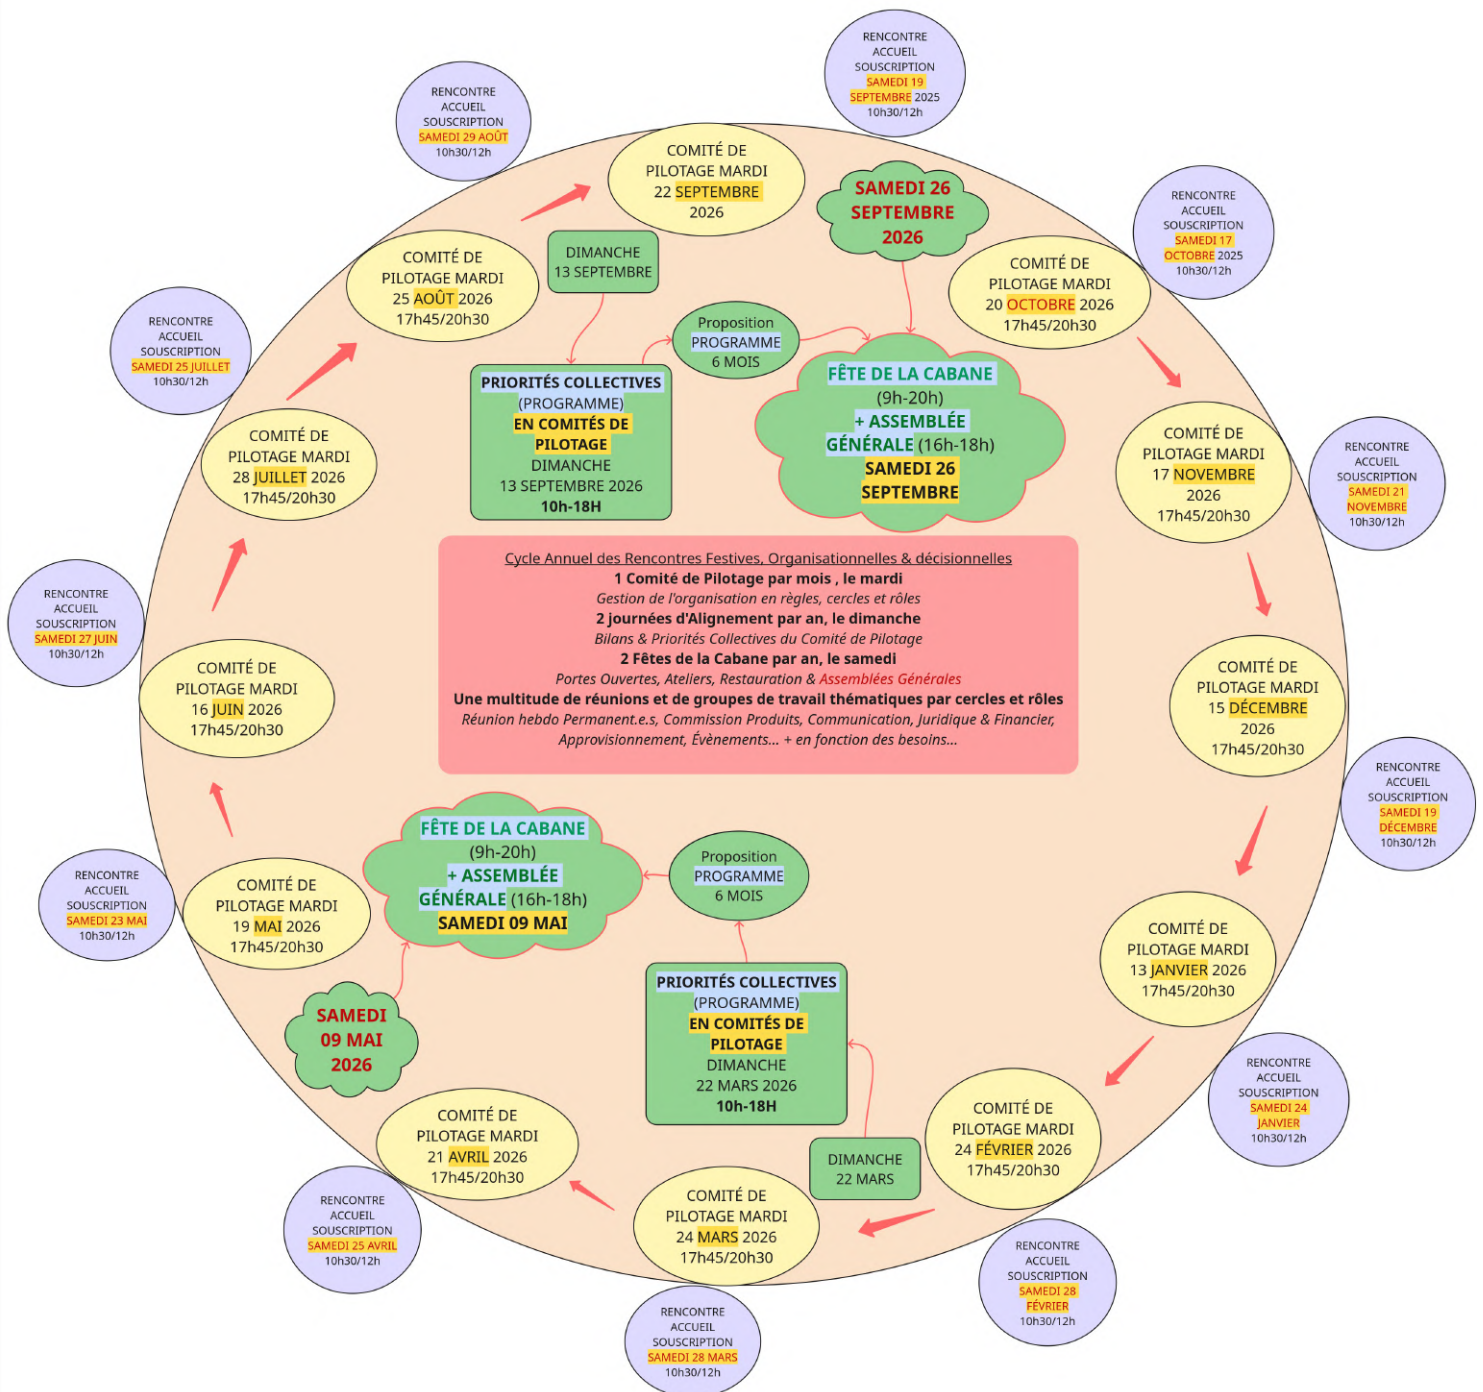 RENCONTRE
ACCUEIL
SOUSCRIPTION
SAMEDI 19
SEPTEMBRE 2025
10h30/12h
RENCONTRE
ACCUEIL
SOUSCRIPTION
SAMEDI 29 AOÛT
10h30/12h
COMITÉ DE
PILOTAGE MARDI
22 SEPTEMBRE
2026
SAMEDI 26
SEPTEMBRE
2026
RENCONTRE
ACCUEIL
SOUSCRIPTION
SAMEDI 17
OCTOBRE 2025
10h30/12h
COMITÉ DE
PILOTAGE MARDI
25 AOÛT 2026
17h45/20h30
DIMANCHE
13 SEPTEMBRE
COMITÉ DE
PILOTAGE MARDI
20 OCTOBRE 2026
17h45/20h30
RENCONTRE
ACCUEIL
SOUSCRIPTION
SAMEDI 25 JUILLET
10h30/12h
Proposition
PROGRAMME
6 MOIS
PRIORITÉS COLLECTIVES
(PROGRAMME)
EN COMITÉS DE
PILOTAGE
DIMANCHE
13 SEPTEMBRE 2026
10h-18H
FÊTE DE LA CABANE
(9h-20h)
+ ASSEMBLÉE
GÉNÉRALE (16h-18h)
SAMEDI 26
SEPTEMBRE
COMITÉ DE
PILOTAGE MARDI
28 JUILLET 2026
17h45/20h30
COMITÉ DE
PILOTAGE MARDI
17 NOVEMBRE
2026
17h45/20h30
RENCONTRE
ACCUEIL
SOUSCRIPTION
SAMEDI 21
NOVEMBRE
10h30/12h
Cycle Annuel des Rencontres Festives, Organisationnelles & décisionnelles
1 Comité de Pilotage par mois , le mardi
Gestion de l'organisation en règles, cercles et rôles
2 journées d'Alignement par an, le dimanche
Bilans & Priorités Collectives du Comité de Pilotage
2 Fêtes de la Cabane par an, le samedi
Portes Ouvertes, Ateliers, Restauration & Assemblées Générales
Une multitude de réunions et de groupes de travail thématiques par cercles et rôles
Réunion hebdo Permanent.e.s, Commission Produits, Communication, Juridique & Financier,
Approvisionnement, Évènements... + en fonction des besoins...
RENCONTRE
ACCUEIL
SOUSCRIPTION
SAMEDI 27 JUIN
10h30/12h
COMITÉ DE
PILOTAGE MARDI
16 JUIN 2026
17h45/20h30
COMITÉ DE
PILOTAGE MARDI
15 DÉCEMBRE
2026
17h45/20h30
RENCONTRE
ACCUEIL
SOUSCRIPTION
SAMEDI 19
DÉCEMBRE
10h30/12h
FÊTE DE LA CABANE
(9h-20h)
+ ASSEMBLÉE
GÉNÉRALE (16h-18h)
SAMEDI 09 MAI
Proposition
PROGRAMME
6 MOIS
RENCONTRE
ACCUEIL
SOUSCRIPTION
SAMEDI 23 MAI
10h30/12h
COMITÉ DE
PILOTAGE MARDI
19 MAI 2026
17h45/20h30
COMITÉ DE
PILOTAGE MARDI
13 JANVIER 2026
17h45/20h30
SAMEDI
09 MAI
2026
PRIORITÉS COLLECTIVES
(PROGRAMME)
EN COMITÉS DE
PILOTAGE
DIMANCHE
22 MARS 2026
10h-18H
RENCONTRE
ACCUEIL
SOUSCRIPTION
SAMEDI 24
JANVIER
10h30/12h
COMITÉ DE
PILOTAGE MARDI
21 AVRIL 2026
17h45/20h30
DIMANCHE
22 MARS
COMITÉ DE
PILOTAGE MARDI
24 FÉVRIER 2026
17h45/20h30
RENCONTRE
ACCUEIL
SOUSCRIPTION
SAMEDI 25 AVRIL
10h30/12h
COMITÉ DE
PILOTAGE MARDI
24 MARS 2026
17h45/20h30
RENCONTRE
ACCUEIL
SOUSCRIPTION
SAMEDI 28
FÉVRIER
10h30/12h
RENCONTRE
ACCUEIL
SOUSCRIPTION
SAMEDI 28 MARS
10h30/12h